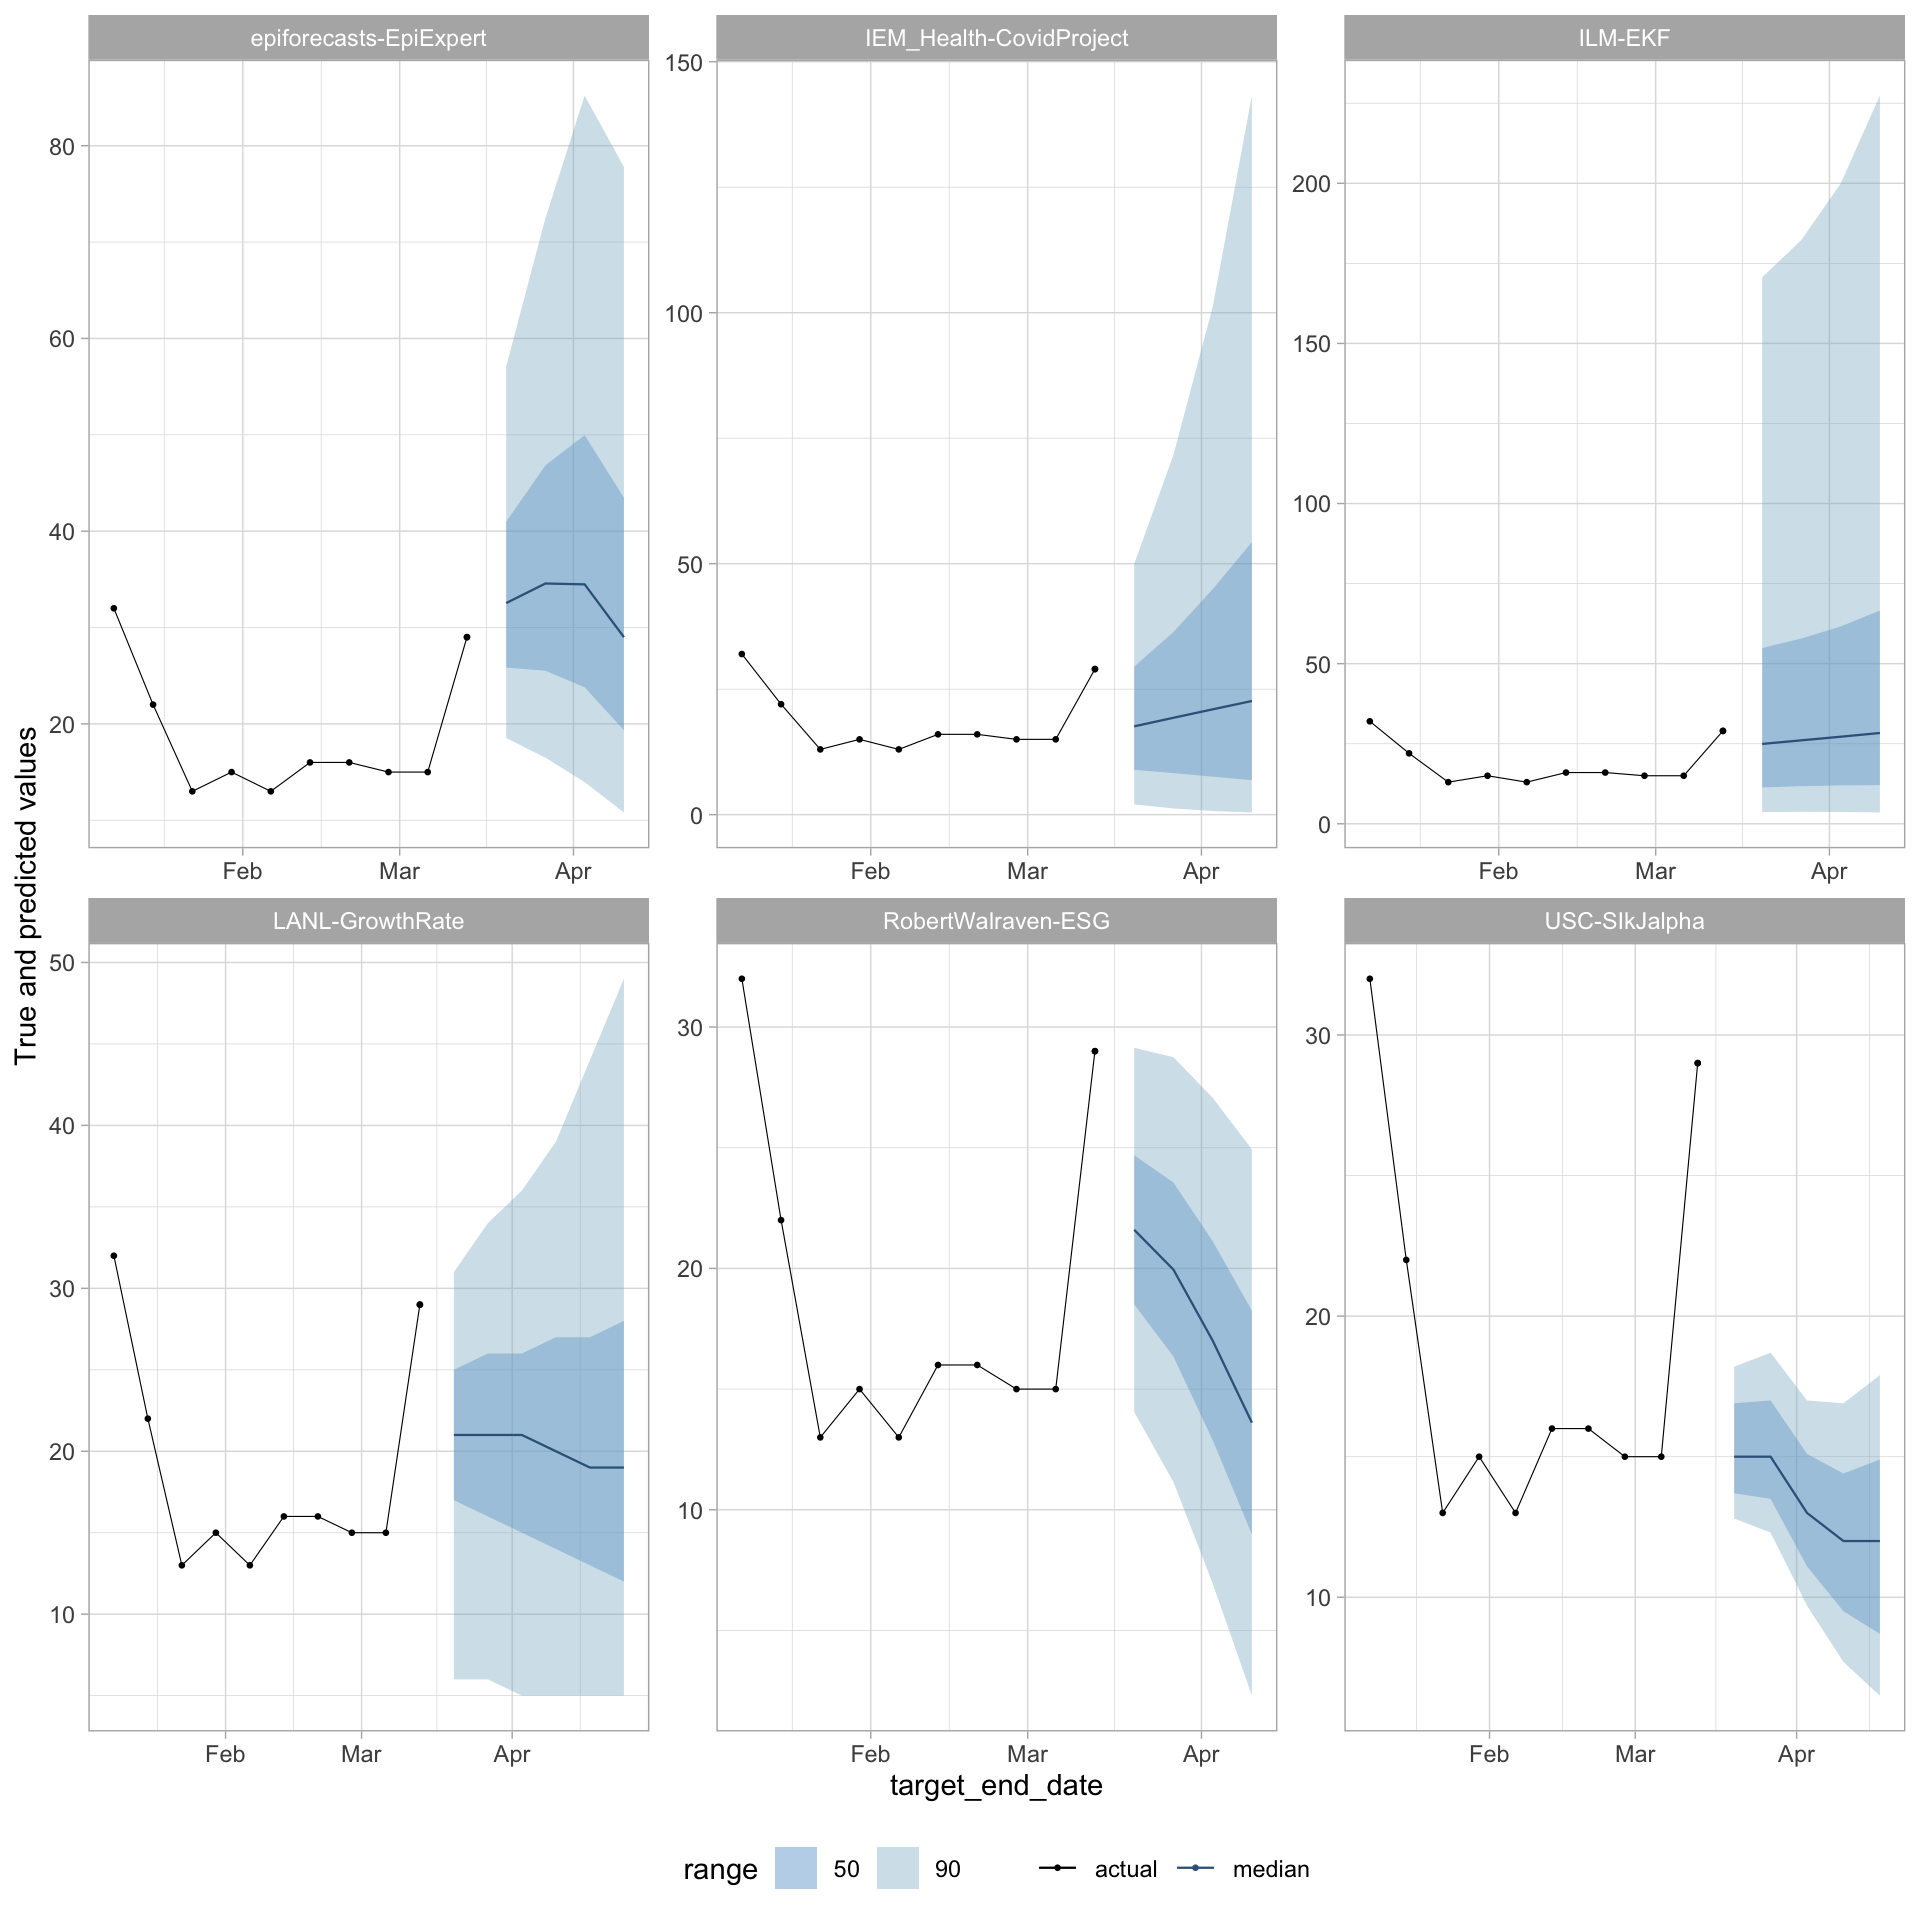 epiforecasts-EpiExpert
IEM_Health-CovidProject
ILM-EKF
80
60
40
20
Feb Mar Apr
150
100
50
0
Feb Mar Apr
200
150
100
50
0
Feb Mar Apr
True and predicted values
LANL-GrowthRate
RobertWalraven-ESG
USC-SIkJalpha
50
40
30
20
10
Feb Mar Apr
30
20
10
Feb Mar Apr
30
20
10
Feb Mar Apr
target_end_date
range 50 90 actual median